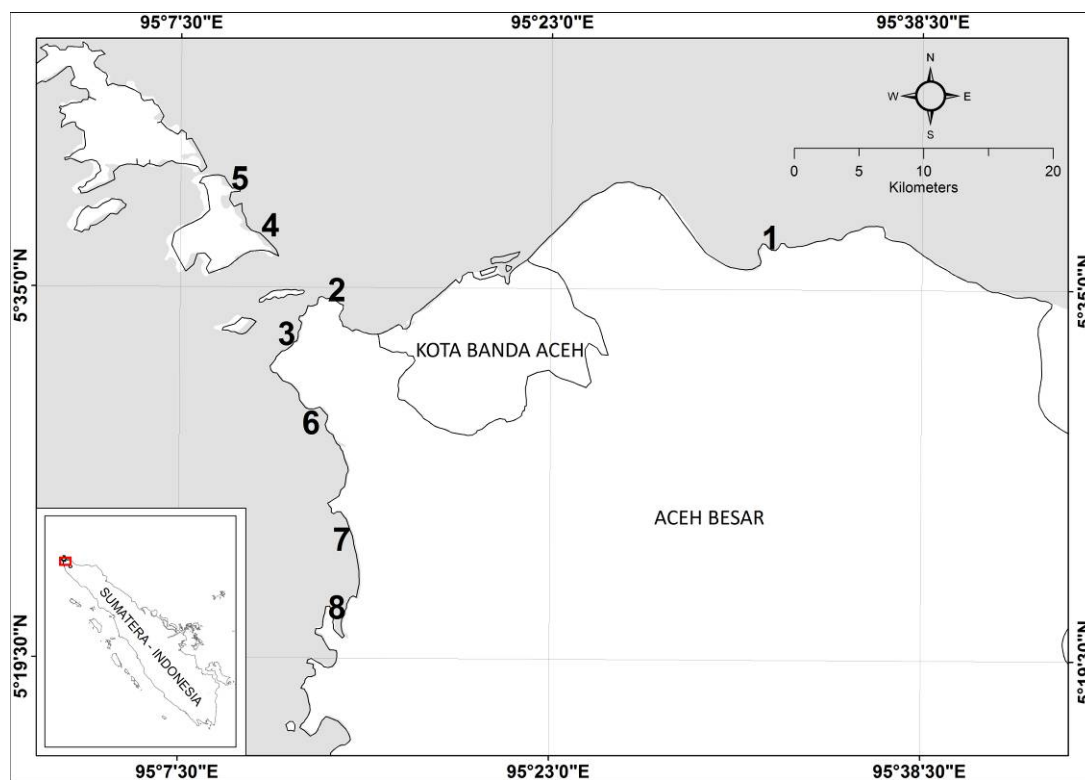 95°7'30"E
95°23'0"E
95°38'30"E
N
W
E
S
0
5
10
20
Kilometers
5
4
1
5°35'0"N
5°35'0"N
2
3
KOTA BANDA ACEH
6
ACEH BESAR
7
8
SUMATERA - INDONESIA
5°19'30"N
5°19'30"N
95°7'30"E
95°23'0"E
95°38'30"E